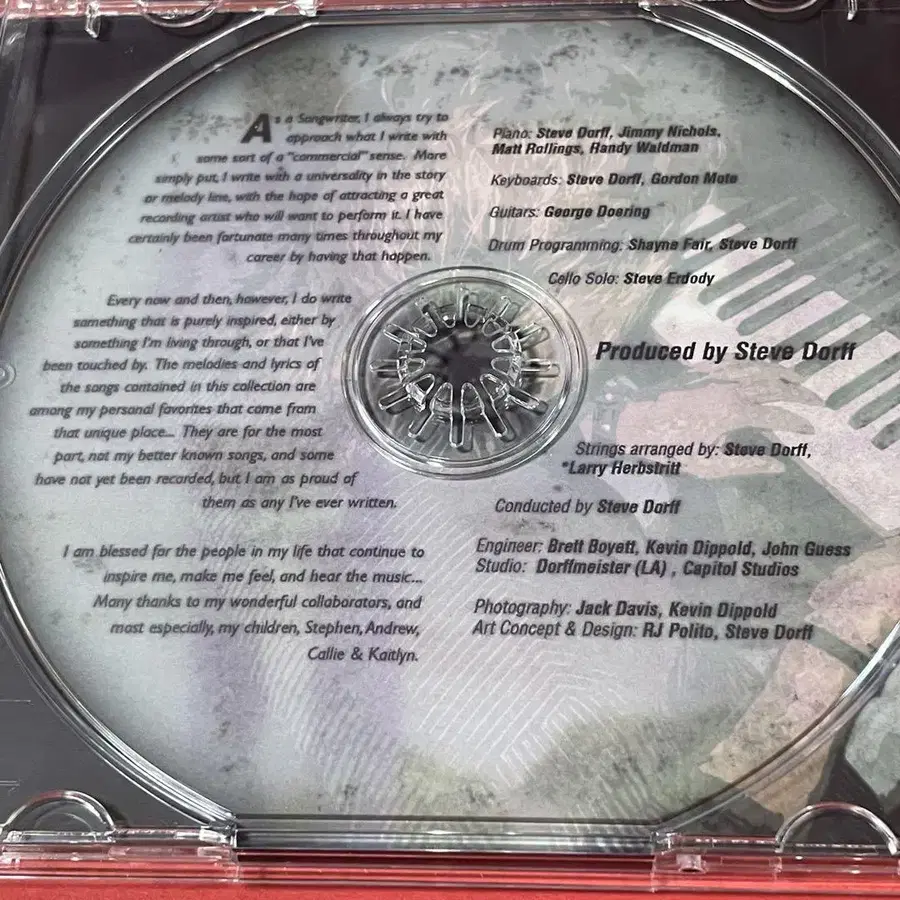 As a Songwriter, I always try to
approach what I write with
some sort of a "commercial" sense. More
simply put, I write with a universality in the story
or melody line, with the hope of attracting a great
recording artist who will want to perform it. I have
certainly been fortunate many times throughout my
career by having that happen.
Every now and then, however, I do write
something that is purely inspired, either by
something I'm living through, or that I've
been touched by. The melodies and lyrics of
the songs contained in this collection are
among my personal favorites that come from
that unique place... They are for the most
part, not my better known songs, and some
have not yet been recorded, but I am as proud of
them as any I've ever written.
I am blessed for the people in my life that continue to
inspire me, make me feel, and hear the music...
Many thanks to my wonderful collaborators, and
most especially, my children, Stephen, Andrew,
Callie & Kaitlyn.
Piano: Steve Dorff, Jimmy Nichols,
Matt Rollings, Randy Waldman
Keyboards: Steve Dorff, Gordon Mote
Guitars: George Doering
Drum Programming: Shayne Fair, Steve Dorff
Cello Solo: Steve Erdody
Produced by Steve Dorff
Strings arranged by: Steve Dorff,
*Larry Herbstritt
Conducted by Steve Dorff
Engineer: Brett Boyett, Kevin Dippold, John Guess
Studio: Dorffmeister (LA) , Capitol Studios
Photography: Jack Davis, Kevin Dippold
Art Concept & Design: RJ Polito, Steve Dorff